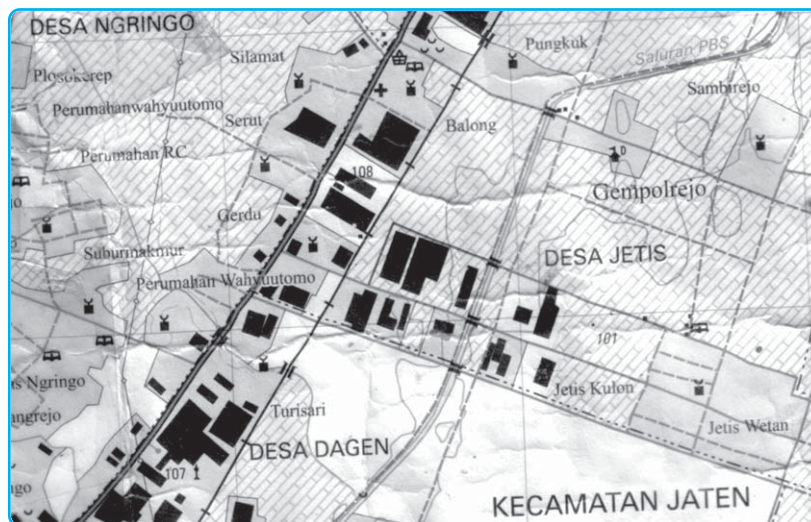 DESA NGRINGO
Silamat
Pungkuk
Saluran PBS
Plosokerep
Sambirejo
Perumahanwahyuutomo
Serut
Balong
Perumahan RC
D
108
Gempolrejo
Gerdu
Suburmakmur
DESA JETIS
Perumahan Wahyuutomo
101
Ngringo
Jetis Kulon
Turisari
Jetis Wetan
DESA DAGEN
107
KECAMATAN JATEN